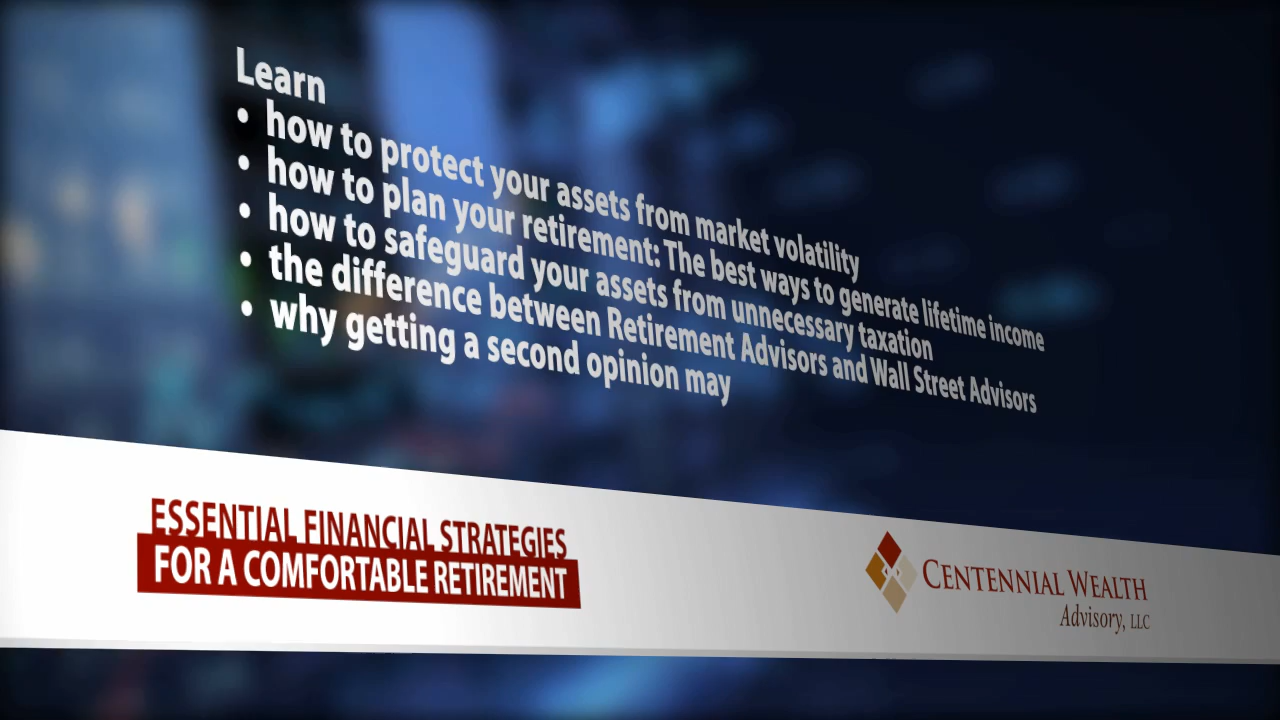 Learn
• how to protect your assets from market volatility
• how to plan your retirement: The best ways to generate lifetime income
• how to safeguard your assets from unnecessary taxation
• the difference between Retirement Advisors and Wall Street Advisors
• why getting a second opinion may
ESSENTIAL FINANCIAL STRATEGIES
FOR A COMFORTABLE RETIREMENT
CENTENNIAL WEALTH
Advisory, LLC